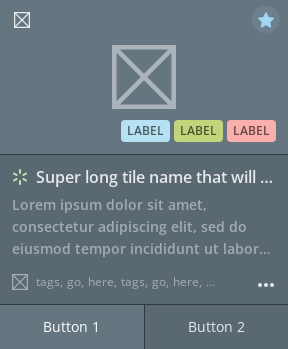 LABEL LABEL LABEL
Super long tile name that will ...
Lorem ipsum dolor sit amet,
consectetur adipiscing elit, sed do
eiusmod tempor incididunt ut labor...
tags, go, here, tags, go, here, ...
Button 1 Button 2